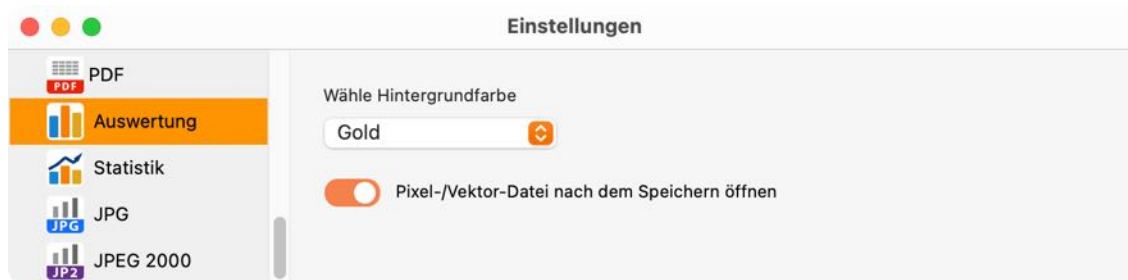 Einstellungen
PDF
PDF
Auswertung
Statistik
JPG
JPG
JP2
JPEG 2000
Wähle Hintergrundfarbe
Gold
Pixel-/Vektor-Datei nach dem Speichern öffnen